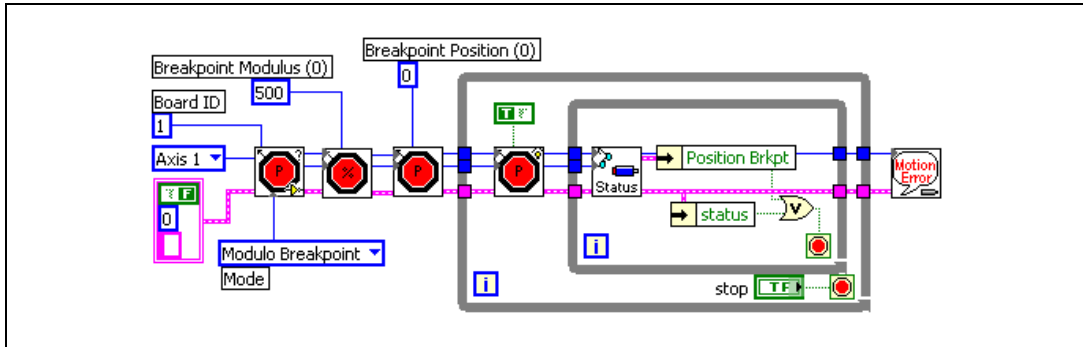 Breakpoint Position (0)
0
Breakpoint Modulus (0)
500
Board ID
1
Axis 1
F
0
Modulo Breakpoint
Mode
P
?
%
P
T
P
Status
Position Brkpt
status
V
i
i
stop
TF
Motion
Error